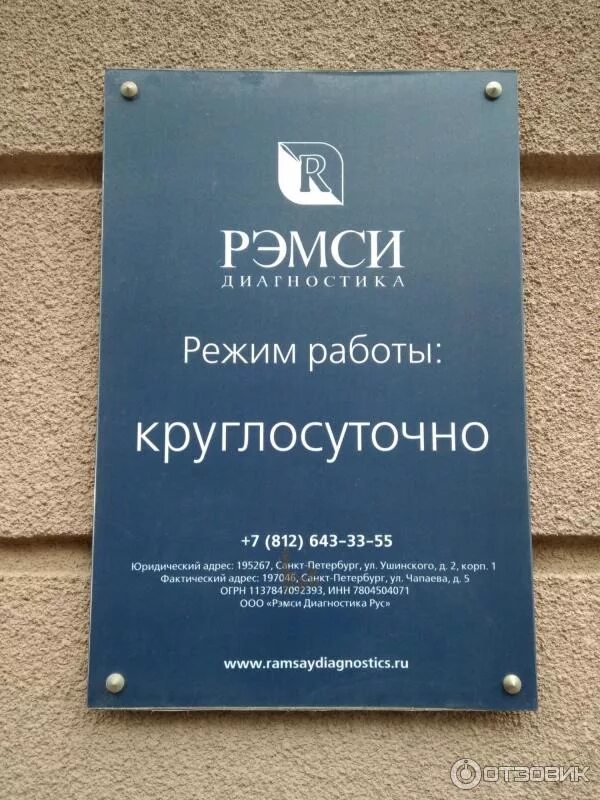 R
РЭМСИ
ДИАГНОСТИКА
Режим работы:
круглосуточно
+7 (812) 643-33-55
Юридический адрес: 195267, Санкт-Петербург, ул. Ушинского, д. 2, корп. 1
Фактический адрес: 197046, Санкт-Петербург, ул. Чапаева, д. 5
ОГРН 1137847092393, ИНН 7804504071
ООО «Рэмси Диагностика Рус»
www.ramsaydiagnostics.ru
ОТЗОВИК